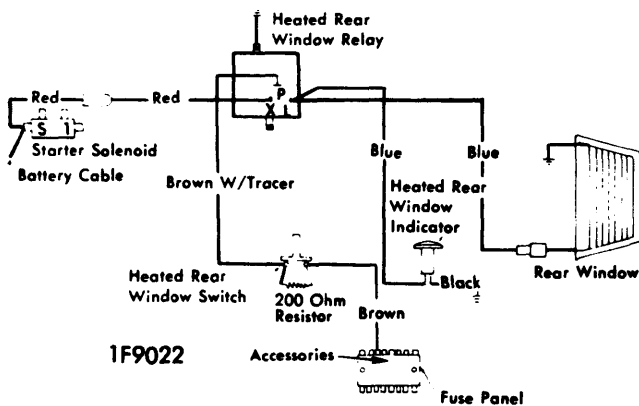 Heated Rear
Window Relay
Red
Red
P
X L
S 1
Starter Solenoid
Battery Cable
Blue
Blue
Brown W/Tracer
Heated Rear
Window
Indicator
Heated Rear
Window Switch
200 Ohm
Resistor
Black
Rear Window
Brown
1F9022
Accessories
Fuse Panel